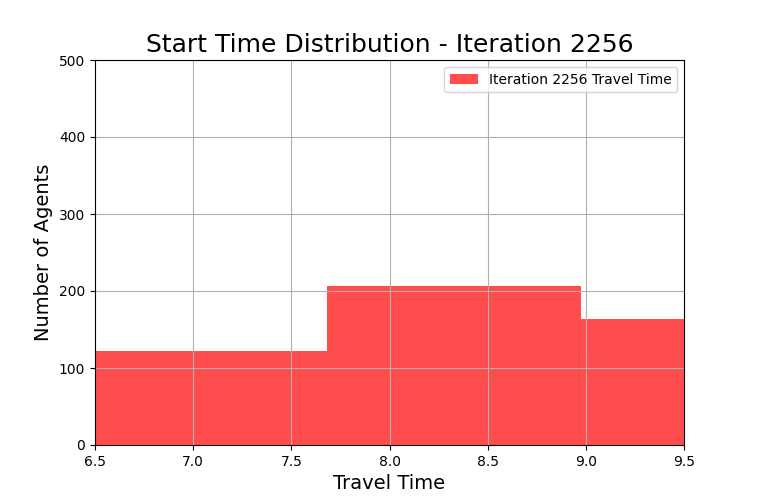 Start Time Distribution - Iteration 2256
Iteration 2256 Travel Time
Number of Agents
500
400
300
200
100
0
6.5 7.0 7.5 8.0 8.5 9.0 9.5
Travel Time